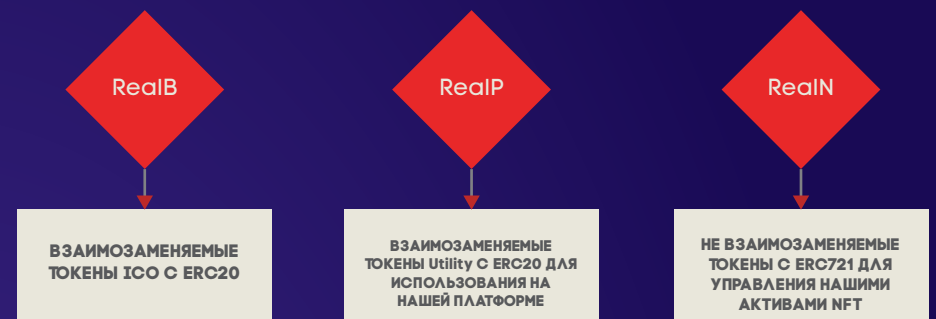 RealB
RealP
RealN
ВЗАИМОЗАМЕНЯЕМЫЕ
ТОКЕНЫ ICO С ERC20
ВЗАИМОЗАМЕНЯЕМЫЕ
ТОКЕНЫ Utility С ERC20 ДЛЯ
ИСПОЛЬЗОВАНИЯ НА
НАШЕЙ ПЛАТФОРМЕ
НЕ ВЗАИМОЗАМЕНЯЕМЫЕ
ТОКЕНЫ С ERC721 ДЛЯ
УПРАВЛЕНИЯ НАШИМИ
АКТИВАМИ NFT